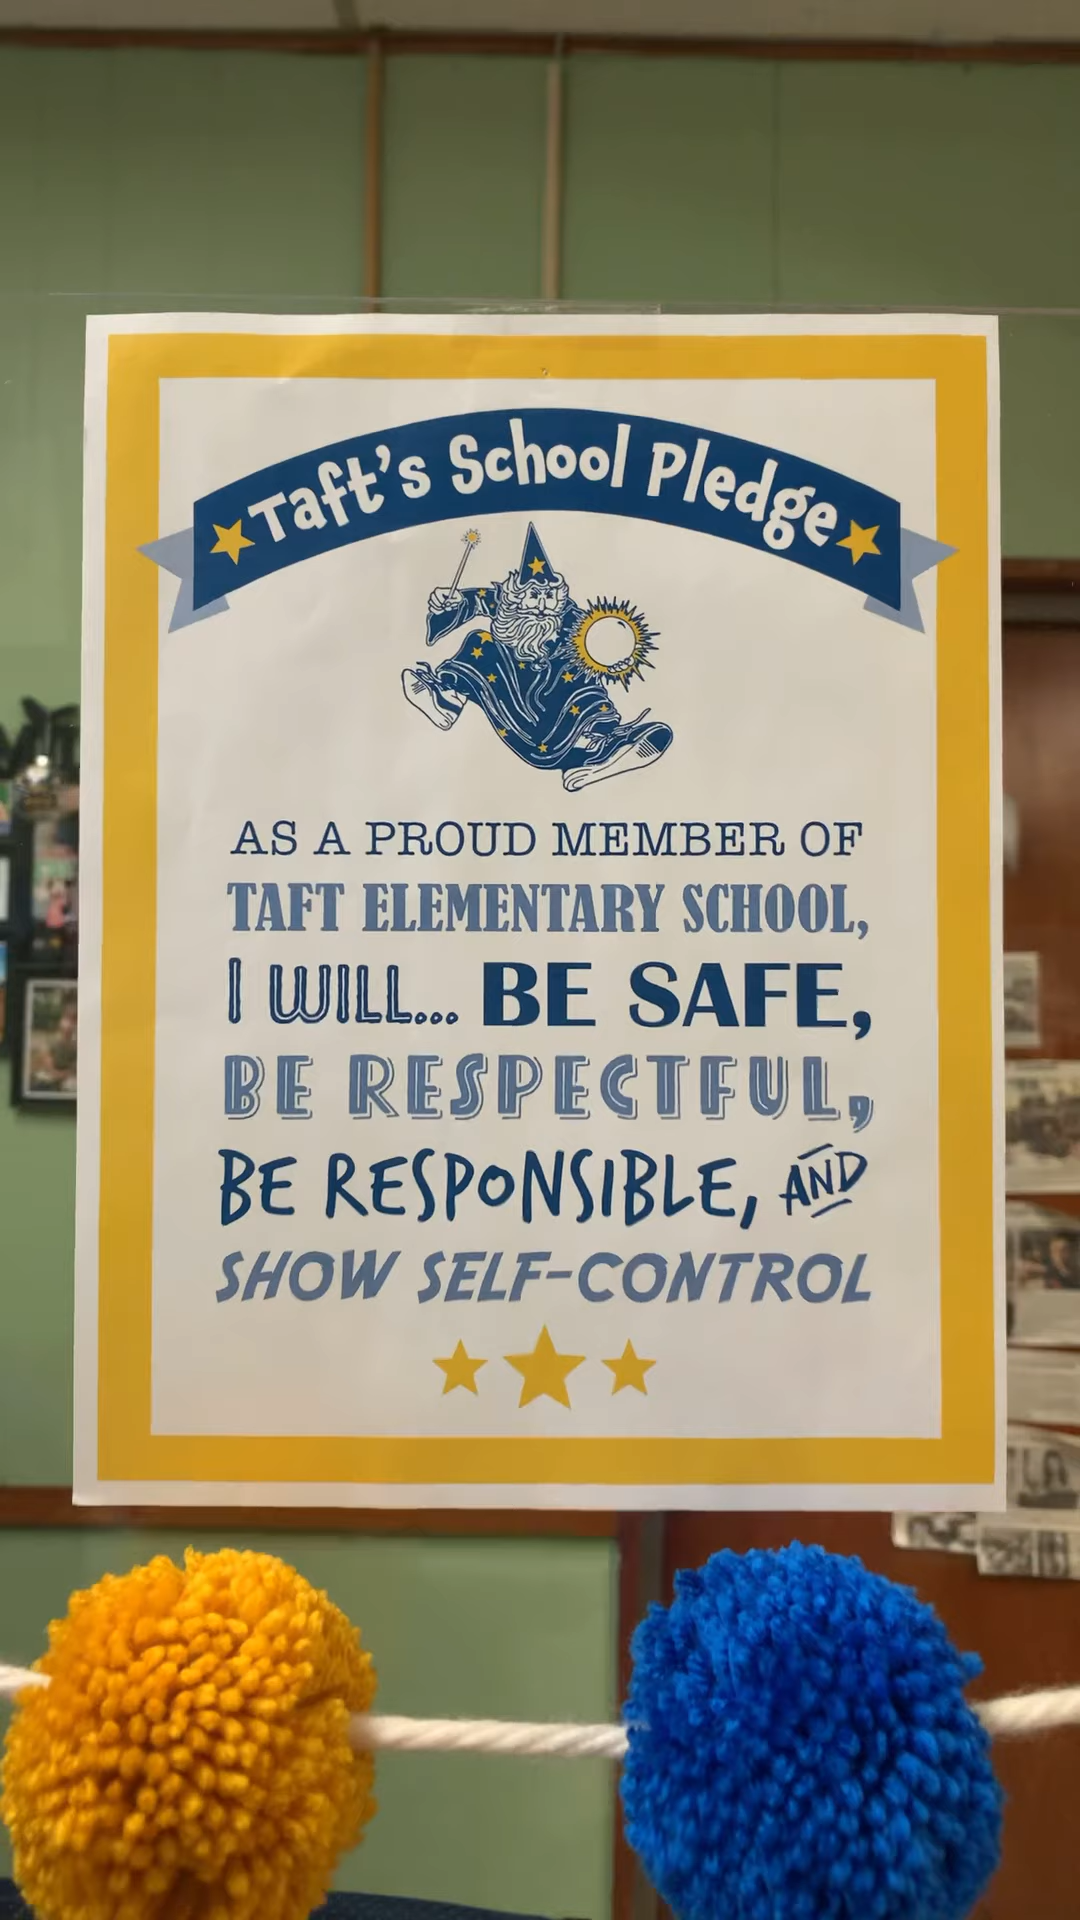 Taft's School Pledge
AS A PROUD MEMBER OF
TAFT ELEMENTARY SCHOOL,
I WILL... BE SAFE,
BE RESPECTFUL,
BE RESPONSIBLE, AND
SHOW SELF-CONTROL